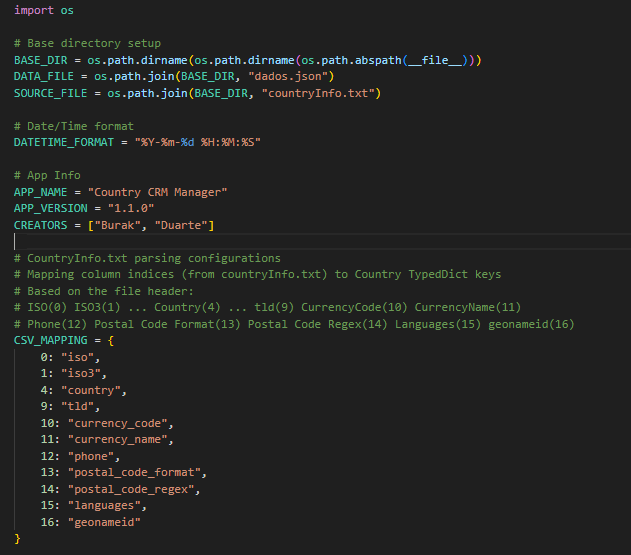 import os
# Base directory setup
BASE_DIR = os.path.dirname(os.path.dirname(os.path.abspath(__file__)))
DATA_FILE = os.path.join(BASE_DIR, "dados.json")
SOURCE_FILE = os.path.join(BASE_DIR, "countryInfo.txt")
# Date/Time format
DATETIME_FORMAT = "%Y-%m-%d %H:%M:%S"
# App Info
APP_NAME = "Country CRM Manager"
APP_VERSION = "1.1.0"
CREATORS = ["Burak", "Duarte"]
# CountryInfo.txt parsing configurations
# Mapping column indices (from countryInfo.txt) to Country TypedDict keys
# Based on the file header:
# ISO(0) ISO3(1) ... Country(4) ... tld(9) CurrencyCode(10) CurrencyName(11)
# Phone(12) Postal Code Format(13) Postal Code Regex(14) Languages(15) geonameid(16)
CSV_MAPPING = {
    0: "iso",
    1: "iso3",
    4: "country",
    9: "tld",
    10: "currency_code",
    11: "currency_name",
    12: "phone",
    13: "postal_code_format",
    14: "postal_code_regex",
    15: "languages",
    16: "geonameid"
}